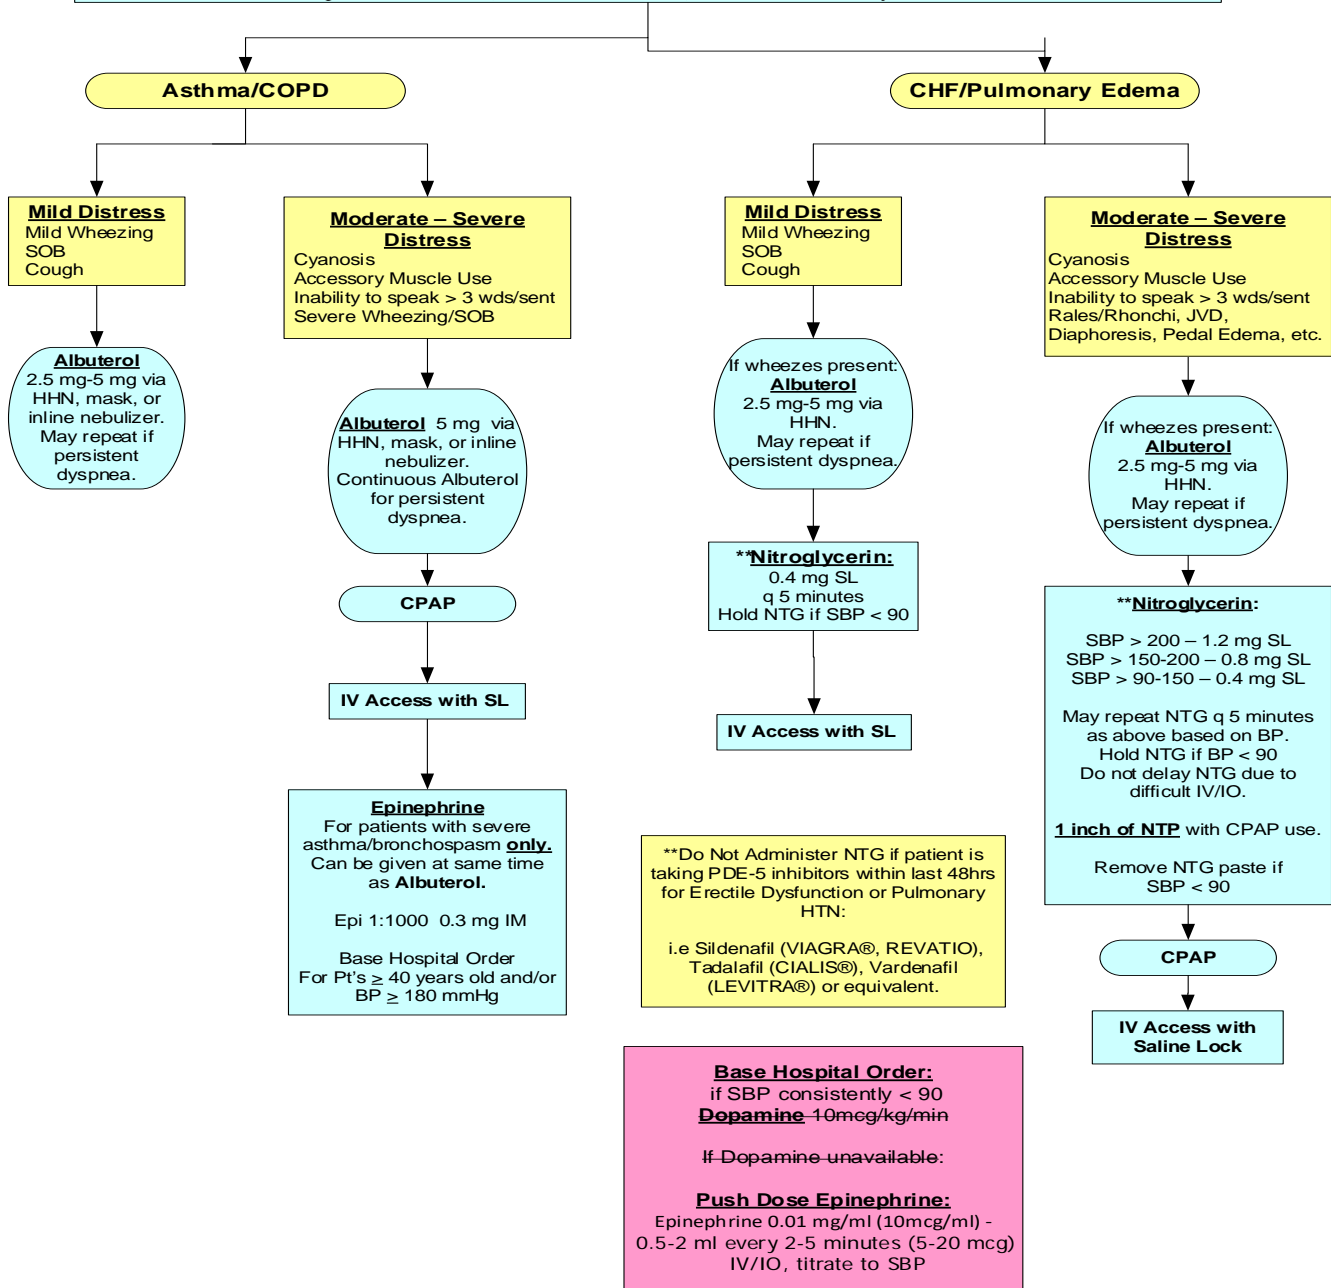 Asthma/COPD
CHF/Pulmonary Edema
Mild Distress
Mild Wheezing
SOB
Cough
Moderate – Severe
Distress
Cyanosis
Accessory Muscle Use
Inability to speak > 3 wds/sent
Severe Wheezing/SOB
Mild Distress
Mild Wheezing
SOB
Cough
Moderate – Severe
Distress
Cyanosis
Accessory Muscle Use
Inability to speak > 3 wds/sent
Rales/Rhonchi, JVD,
Diaphoresis, Pedal Edema, etc.
Albuterol
2.5 mg-5 mg via
HHN, mask, or
inline nebulizer.
May repeat if
persistent
dyspnea.
Albuterol 5 mg via
HHN, mask, or inline
nebulizer.
Continuous Albuterol
for persistent
dyspnea.
CPAP
IV Access with SL
Epinephrine
For patients with severe
asthma/bronchospasm only.
Can be given at same time
as Albuterol.
Epi 1:1000 0.3 mg IM
Base Hospital Order
For Pt's ≥ 40 years old and/or
BP ≥ 180 mmHg
If wheezes present:
Albuterol
2.5 mg-5 mg via
HHN.
May repeat if
persistent dyspnea.
**Nitroglycerin:
0.4 mg SL
q 5 minutes
Hold NTG if SBP < 90
IV Access with SL
If wheezes present:
Albuterol
2.5 mg-5 mg via
HHN.
May repeat if
persistent dyspnea.
**Nitroglycerin:
SBP > 200 – 1.2 mg SL
SBP > 150-200 – 0.8 mg SL
SBP > 90-150 – 0.4 mg SL
May repeat NTG q 5 minutes
as above based on BP.
Hold NTG if BP < 90
Do not delay NTG due to
difficult IV/IO.
1 inch of NTP with CPAP use.
Remove NTG paste if
SBP < 90
CPAP
IV Access with
Saline Lock
**Do Not Administer NTG if patient is
taking PDE-5 inhibitors within last 48hrs
for Erectile Dysfunction or Pulmonary
HTN:
i.e Sildenafil (VIAGRA®, REVATIO),
Tadalafil (CIALIS®), Vardenafil
(LEVITRA®) or equivalent.
Base Hospital Order:
if SBP consistently < 90
Dopamine 10mcg/kg/min
If Dopamine unavailable:
Push Dose Epinephrine:
Epinephrine 0.01 mg/ml (10mcg/ml) -
0.5-2 ml every 2-5 minutes (5-20 mcg)
IV/IO, titrate to SBP